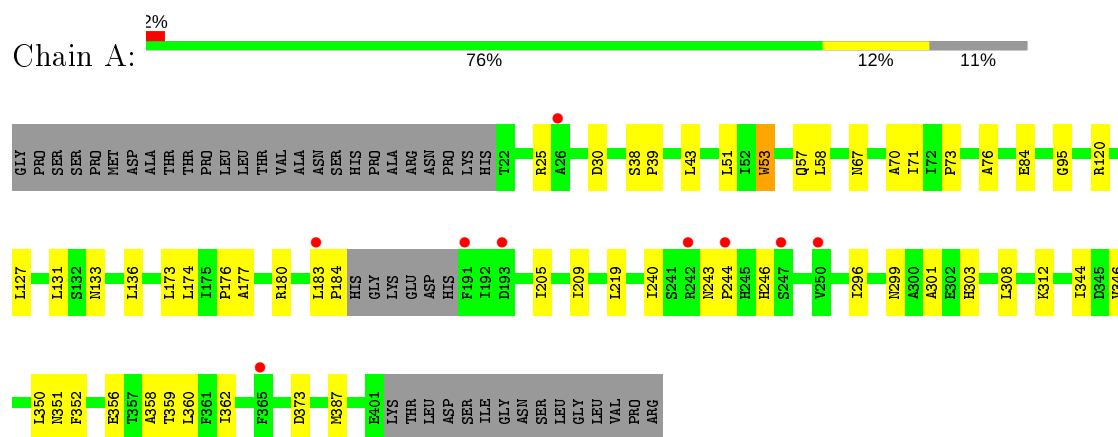 2%
Chain A:
76% 12% 11%
GLY PRO SER SER PRO MET ASP ALA THR THR PRO LEU LEU THR VAL ALA ASN SER HIS PRO ALA ARG ASN PRO LYS HIS T22 R25 A26 D30 S38 P39 L43 L51 I52 W53 Q57 L58 N67 A70 I71 I72 P73 A76 E84 G95 R120
L127 L131 S132 N133 L136 L173 L174 I175 P176 A177 R180 L183 P184 HIS GLY LYS GLU ASP HIS F191 I192 D193 I205 I209 L219 I240 S241 R242 N243 P244 H245 H246 S247 V250 I296 N299 A300 A301 E302 H303 L308 K312 I344 D345
L350 N351 F352 E356 T357 A358 T359 L360 F361 I362 F365 D373 M387 E401 LYS THR LEU ASP SER ILE GLY ASN SER LEU GLY LEU VAL PRO ARG